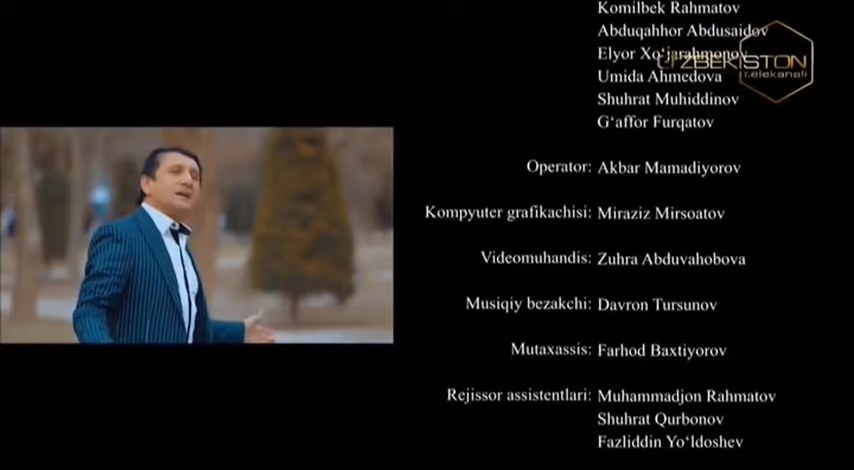 Komilbek Rahmatov
Abduqahhor Abdusaidov
Elyor Xo‘jarahmonov
O‘ZBEKISTON
telekanali
Umida Ahmedova
Shuhrat Muhiddinov
G‘affor Furqatov
Operator: Akbar Mamadiyorov
Kompyuter grafikachisi: Miraziz Mirsoatov
Videomuhandis: Zuhra Abduvahobova
Musiqiy bezakchi: Davron Tursunov
Mutaxassis: Farhod Baxtiyorov
Rejissor assistentlari: Muhammadjon Rahmatov
Shuhrat Qurbonov
Fazliddin Yo‘ldoshev